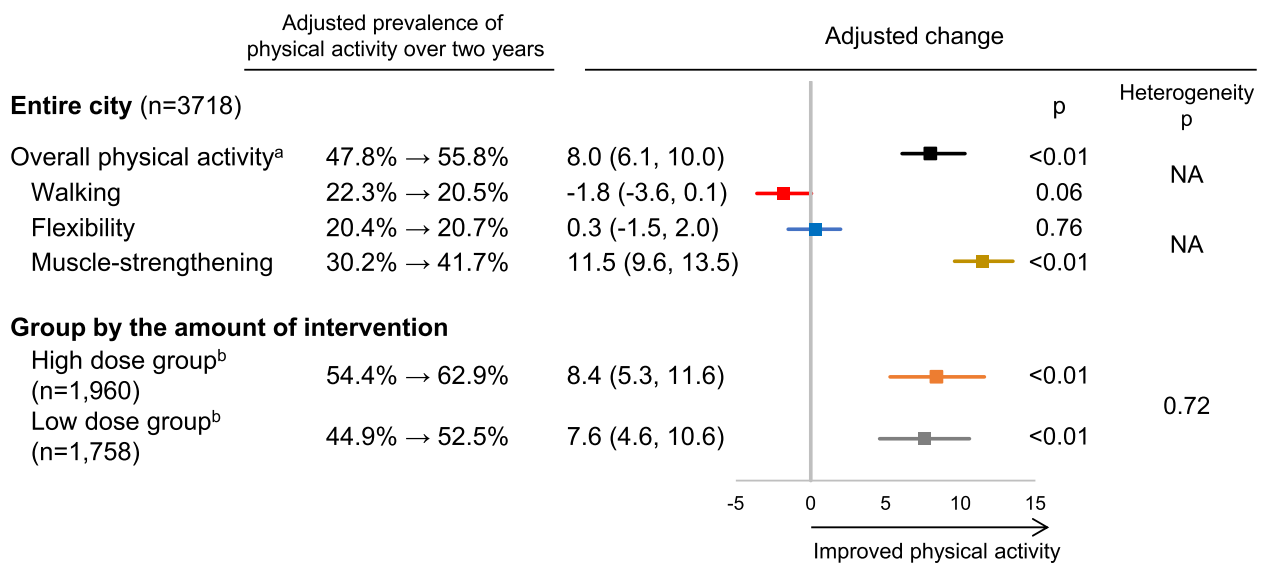 Adjusted prevalence of
physical activity over two years
Adjusted change
Entire city (n=3718)
p
Heterogeneity
p
Overall physical activityᵃ 47.8% → 55.8% 8.0 (6.1, 10.0) <0.01
NA
Walking 22.3% → 20.5% -1.8 (-3.6, 0.1) 0.06
Flexibility 20.4% → 20.7% 0.3 (-1.5, 2.0) 0.76
NA
Muscle-strengthening 30.2% → 41.7% 11.5 (9.6, 13.5) <0.01
Group by the amount of intervention
High dose groupᵇ
(n=1,960)
54.4% → 62.9% 8.4 (5.3, 11.6) <0.01
0.72
Low dose groupᵇ
(n=1,758)
44.9% → 52.5% 7.6 (4.6, 10.6) <0.01
-5 0 5 10 15
Improved physical activity